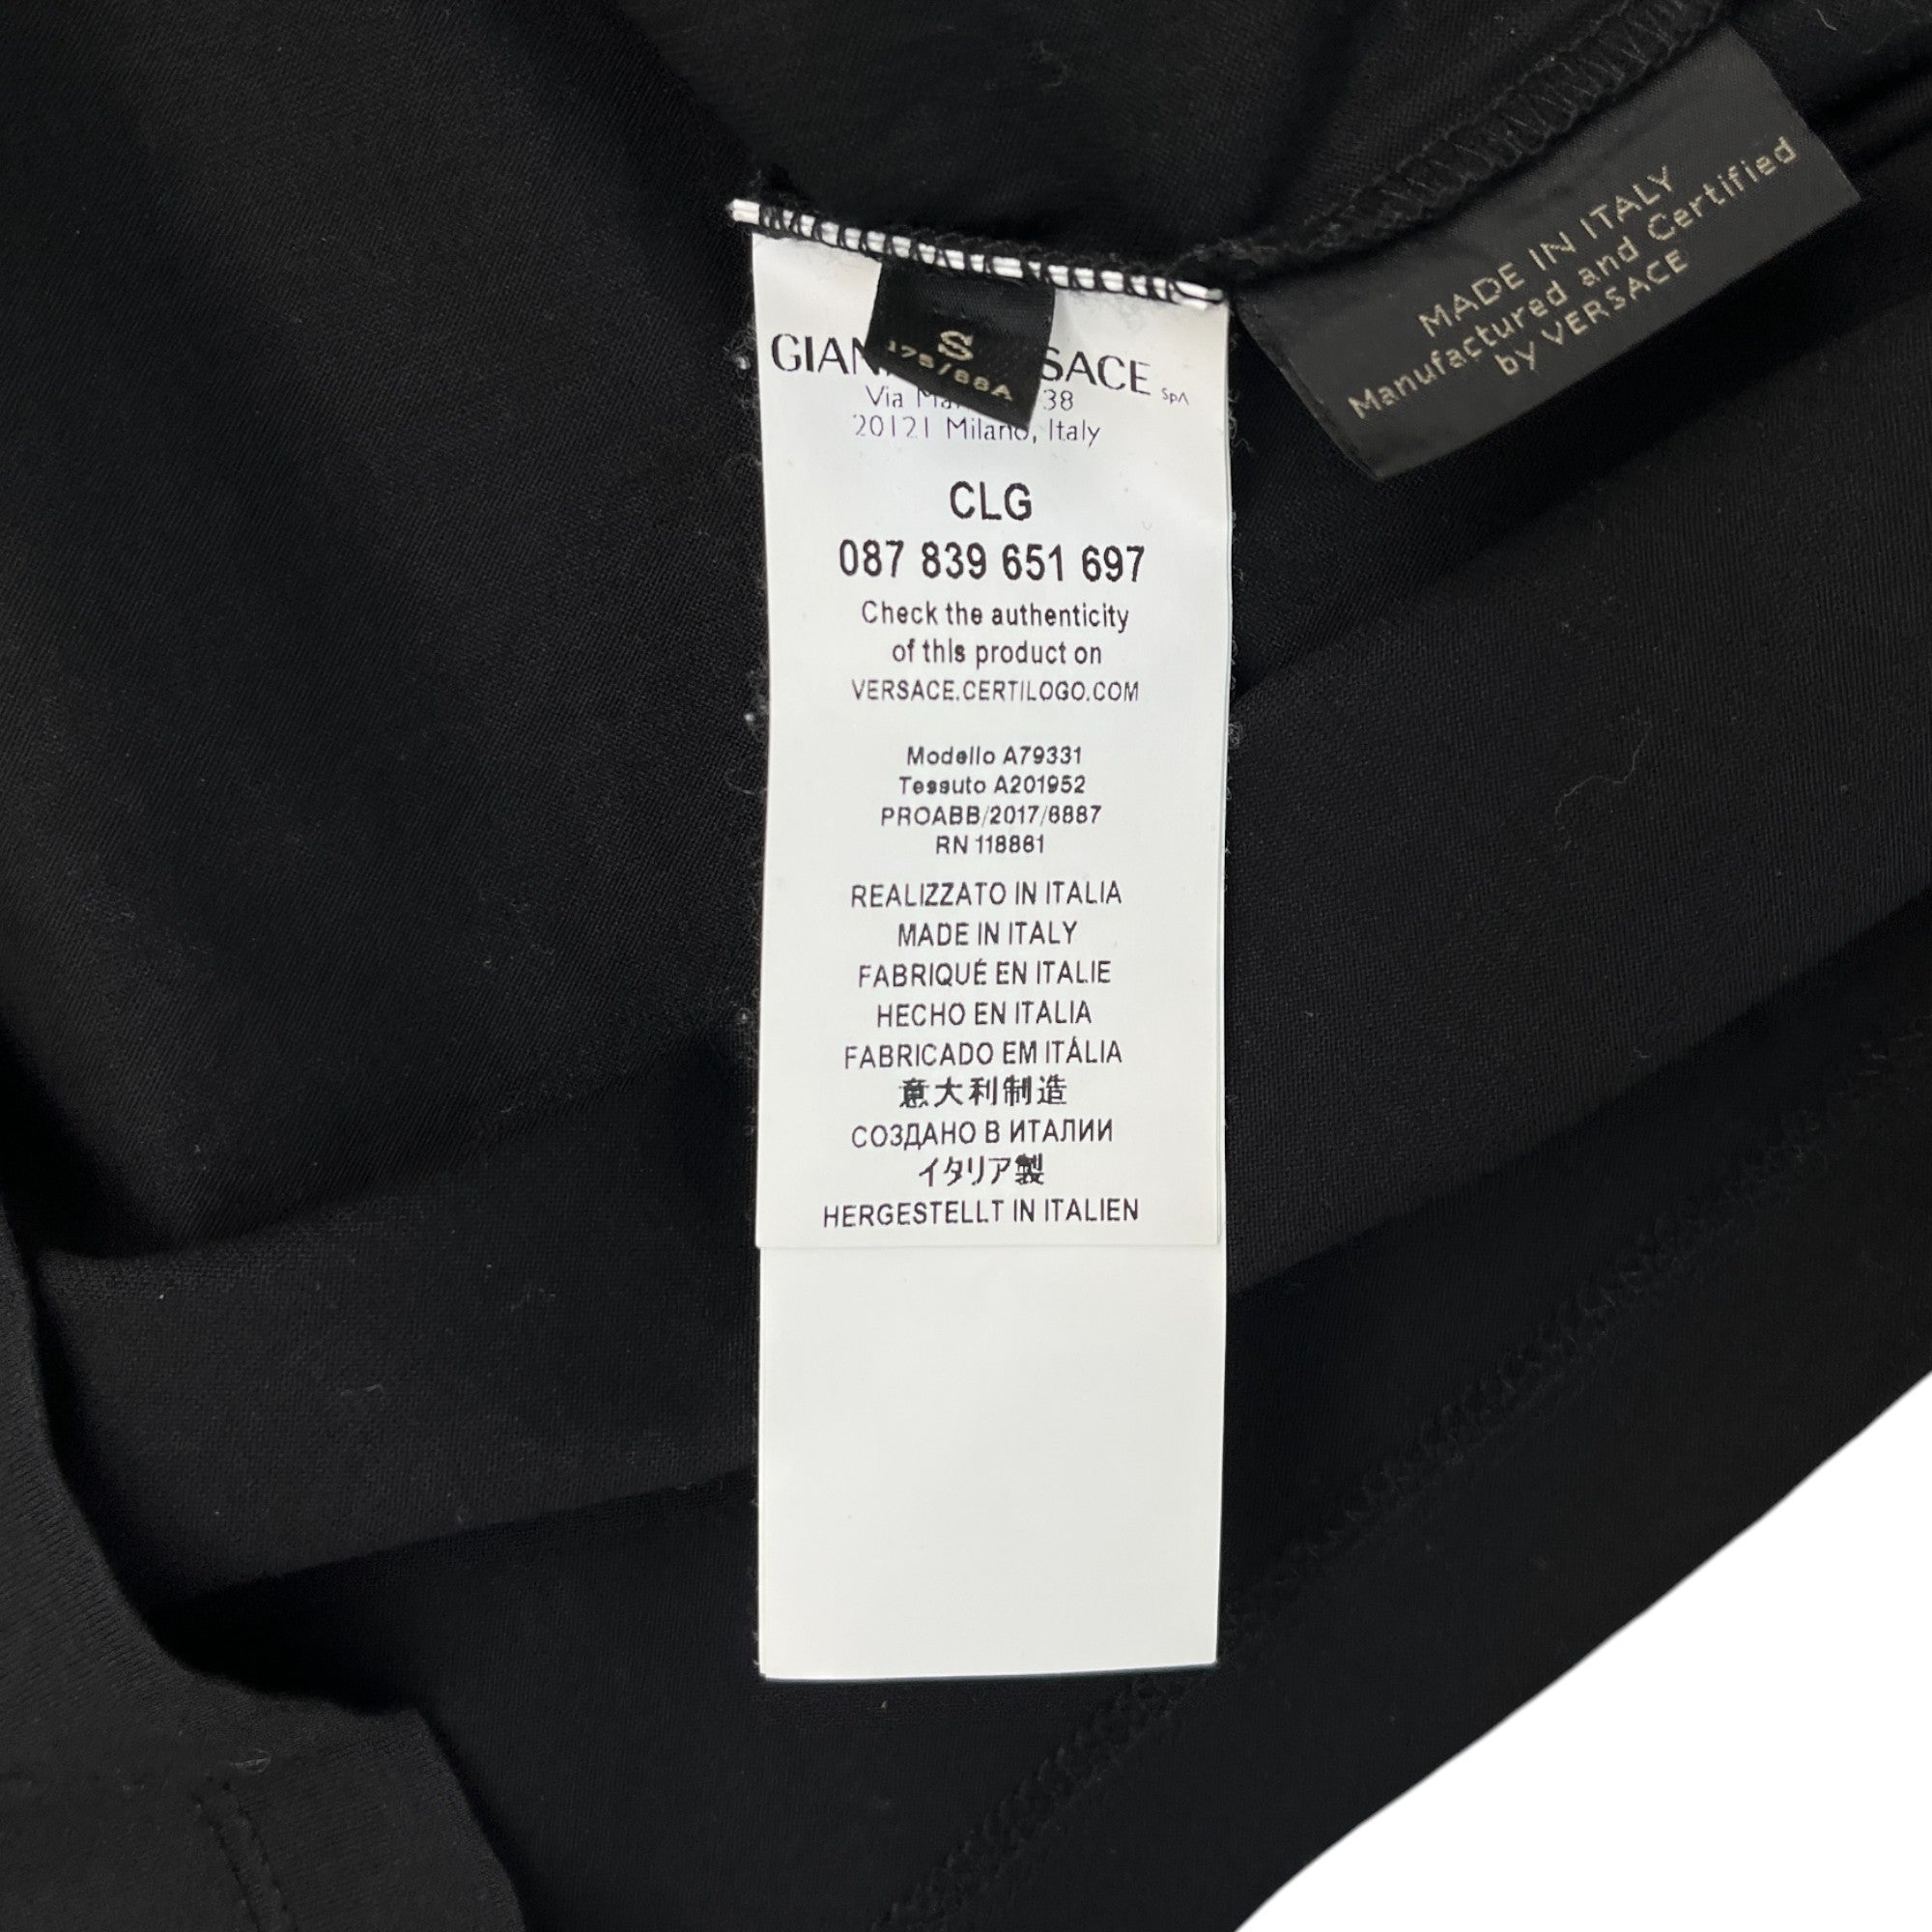 S
175/88A
SACE SpA
Via 38
20121 Milano, Italy
CLG
087 839 651 697
Check the authenticity
of this product on
VERSACE.CERTILOGO.COM
Modello A79331
Tessuto A201952
PROABB/2017/6887
RN 118861
REALIZZATO IN ITALIA
MADE IN ITALY
FABRIQUÉ EN ITALIE
HECHO EN ITALIA
FABRICADO EM ITÁLIA
意大利制造
СОЗДАНО В ИТАЛИИ
イタリア製
HERGESTELLT IN ITALIEN
MADE IN ITALY
Manufactured and Certified
by VERSACE